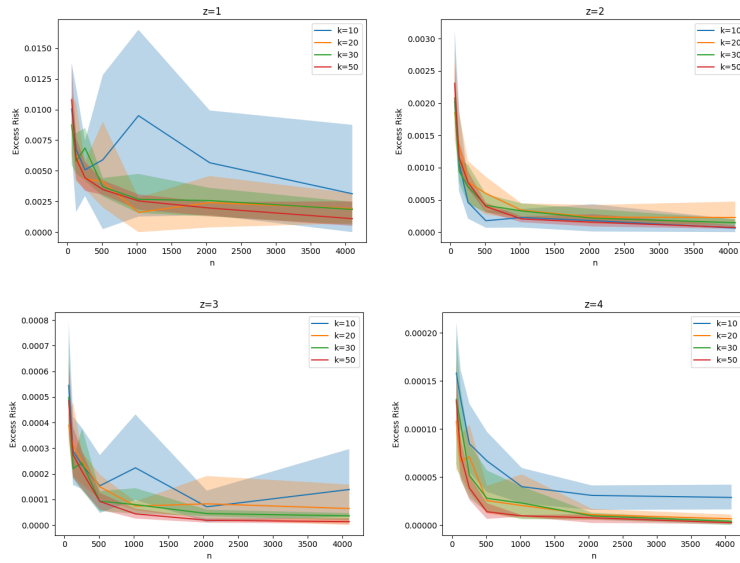 z=1
0.0150
0.0125
0.0100
0.0075
0.0050
0.0025
0.0000
Excess Risk
0
500
1000
1500
2000
2500
3000
3500
4000
n
k=10
k=20
k=30
k=50
z=2
0.0030
0.0025
0.0020
0.0015
0.0010
0.0005
0.0000
Excess Risk
0
500
1000
1500
2000
2500
3000
3500
4000
n
k=10
k=20
k=30
k=50
z=3
0.0008
0.0007
0.0006
0.0005
0.0004
0.0003
0.0002
0.0001
0.0000
Excess Risk
0
500
1000
1500
2000
2500
3000
3500
4000
n
k=10
k=20
k=30
k=50
z=4
0.00020
0.00015
0.00010
0.00005
0.00000
Excess Risk
0
500
1000
1500
2000
2500
3000
3500
4000
n
k=10
k=20
k=30
k=50